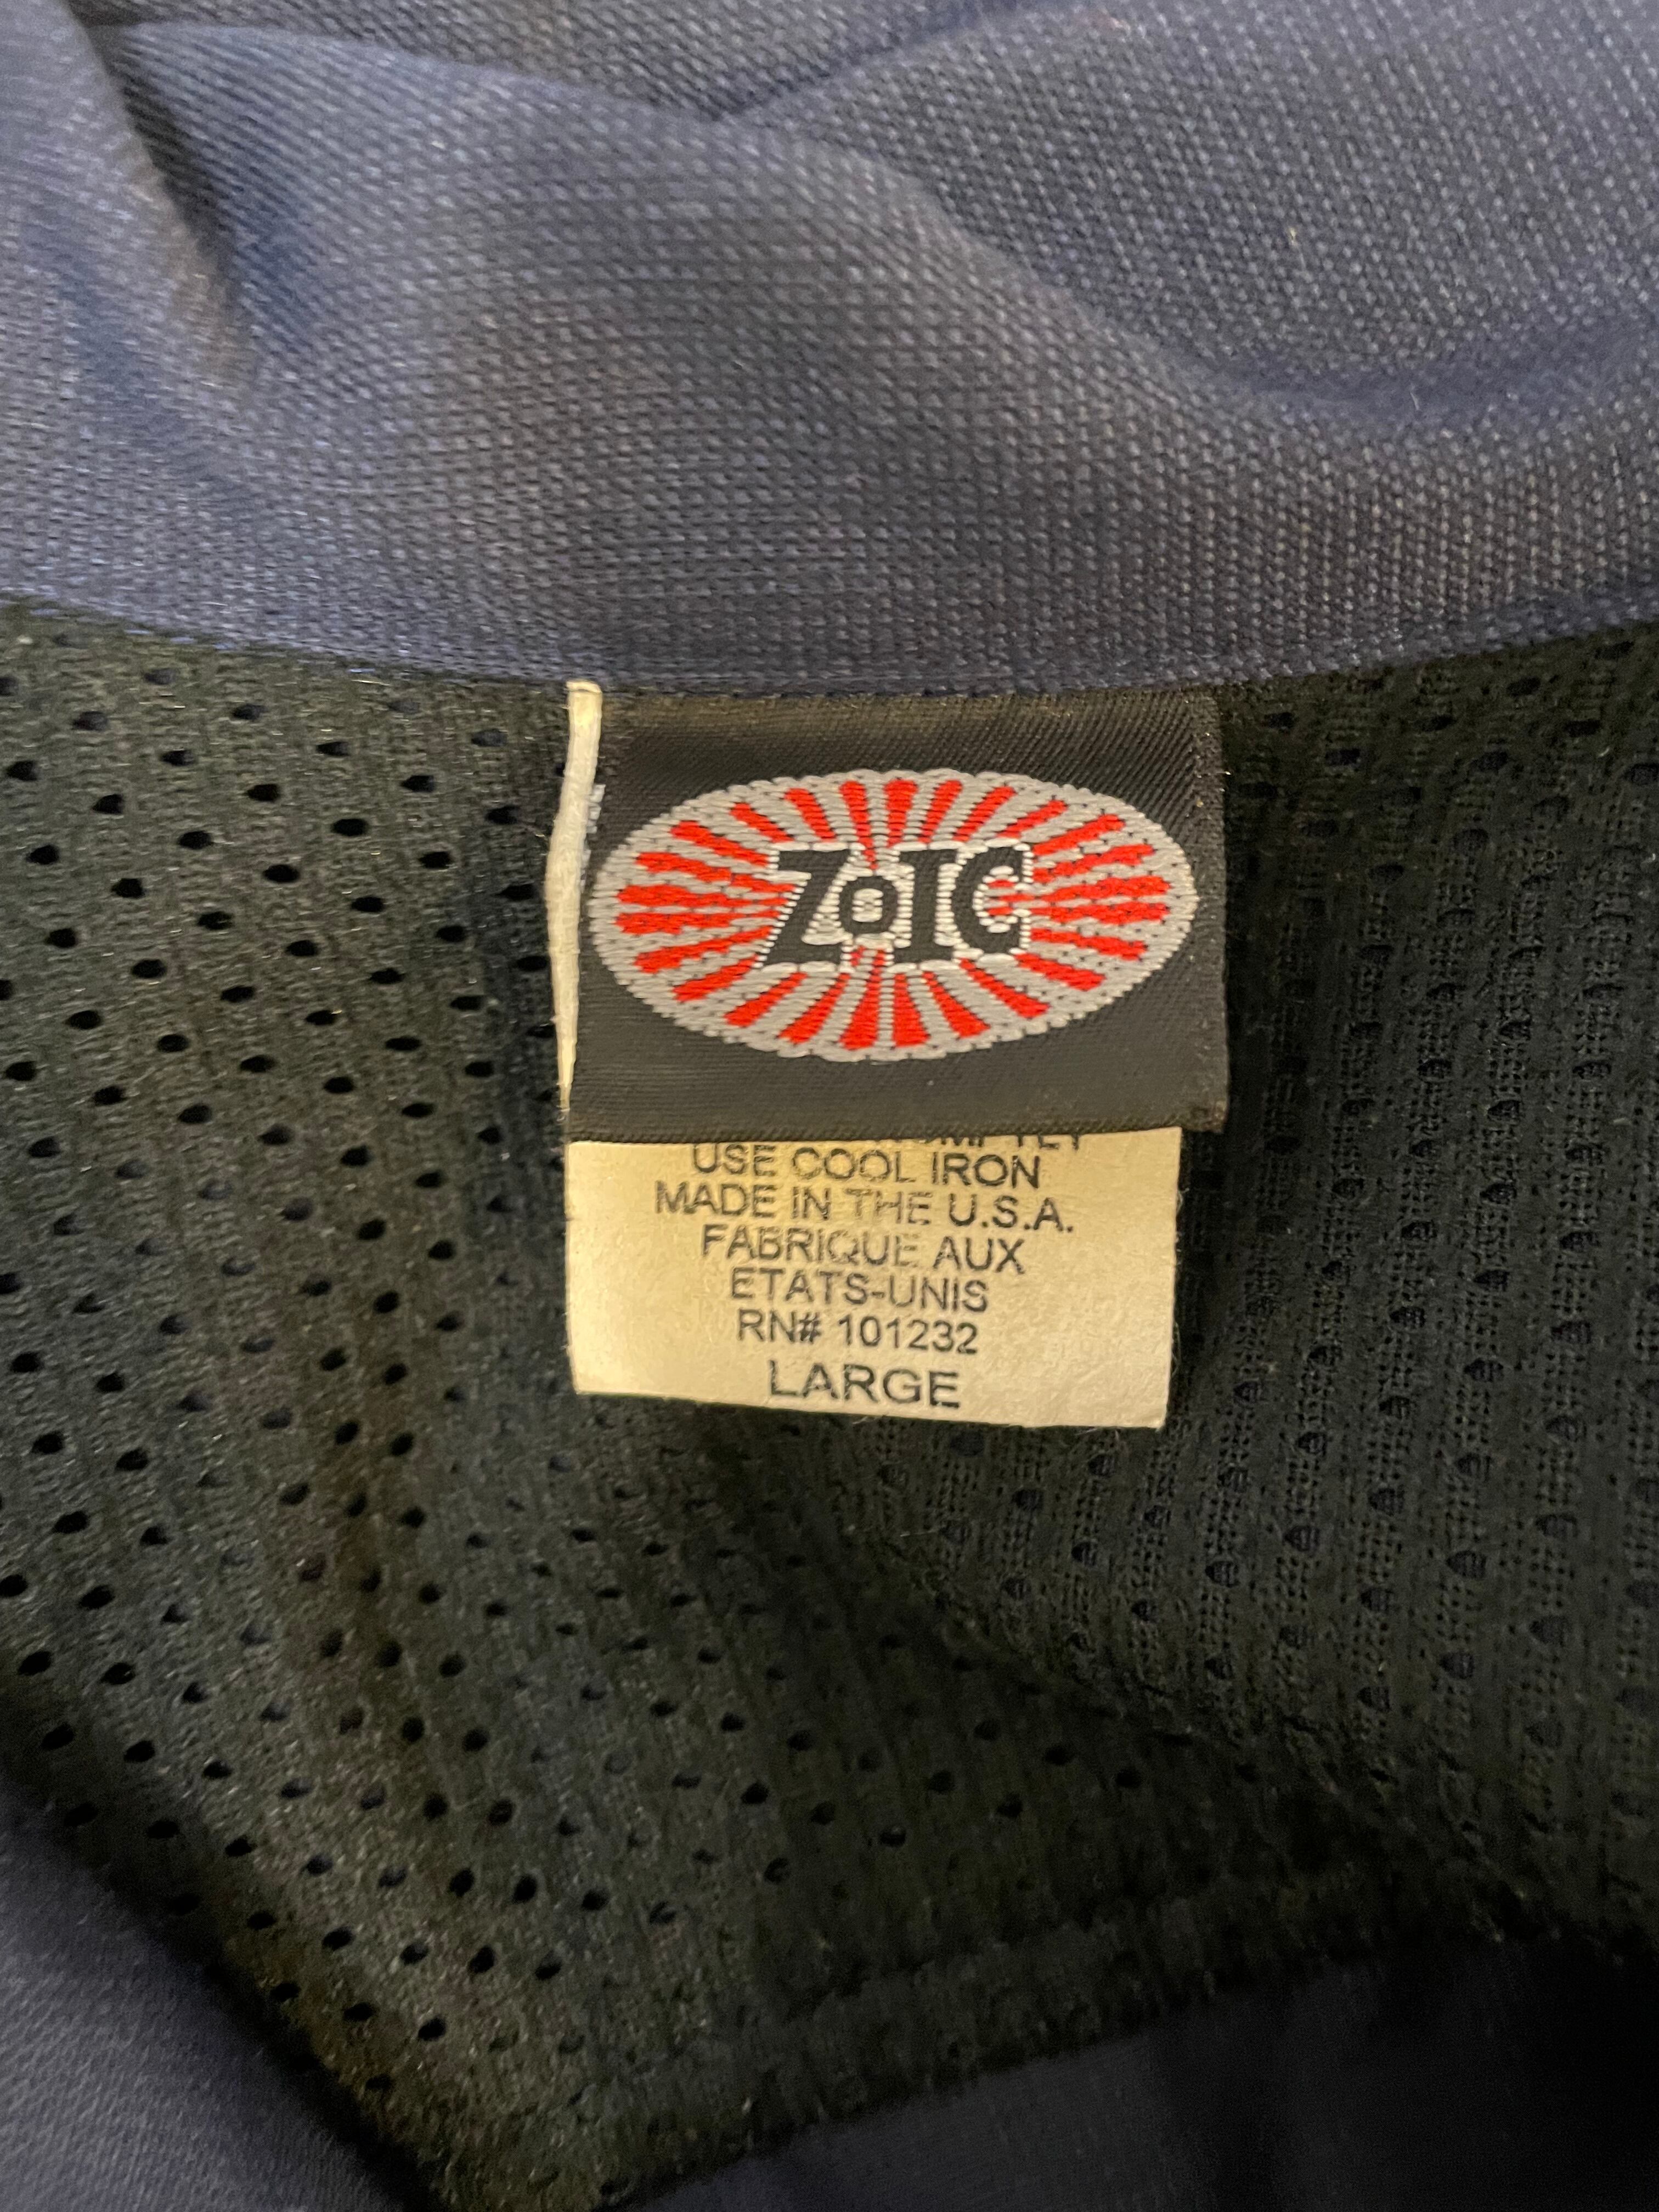 ZOIC
USE COOL IRON
MADE IN THE U.S.A.
FABRIQUE AUX
ETATS-UNIS
RN# 101232
LARGE